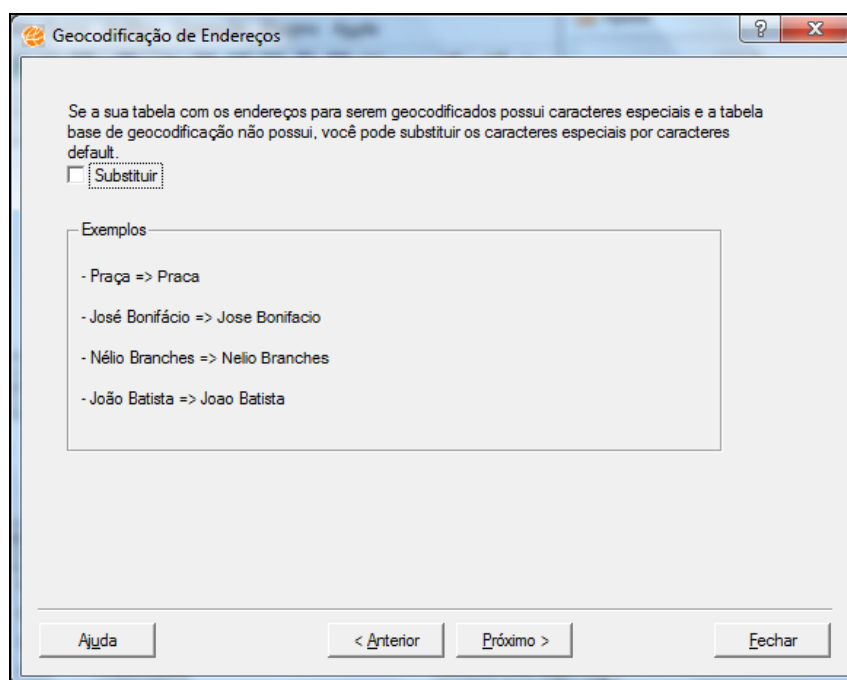 Geocodificação de Endereços
?
Se a sua tabela com os endereços para serem geocodificados possui caracteres especiais e a tabela
base de geocodificação não possui, você pode substituir os caracteres especiais por caracteres
default.
Substituir
Exemplos
- Praça => Praca
- José Bonifácio => Jose Bonifacio
- Nélio Branches => Nelio Branches
- João Batista => Joao Batista
Ajuda
< Anterior
Próximo >
Fechar